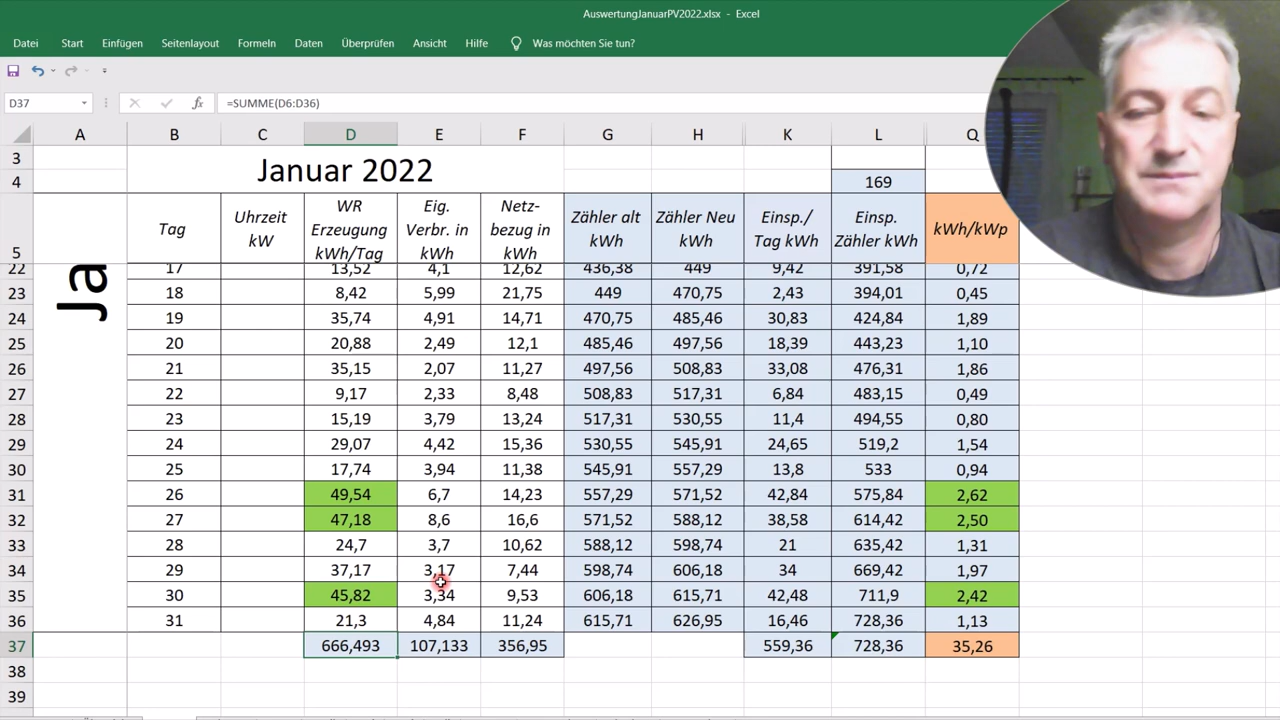 AuswertungJanuarPV2022.xlsx - Excel
Datei Start Einfügen Seitenlayout Formeln Daten Überprüfen Ansicht Hilfe Was möchten Sie tun?
D37 fx =SUMME(D6:D36)
A B C D E F G H K L Q
3 Januar 2022
4 169
5 Tag Uhrzeit kW WR Erzeugung kWh/Tag Eig. Verbr. in kWh Netz-bezug in kWh Zähler alt kWh Zähler Neu kWh Einsp./ Tag kWh Einsp. Zähler kWh kWh/kWp
Ja
22 17 13,52 4,1 12,62 436,38 449 9,42 391,58 0,72
23 18 8,42 5,99 21,75 449 470,75 2,43 394,01 0,45
24 19 35,74 4,91 14,71 470,75 485,46 30,83 424,84 1,89
25 20 20,88 2,49 12,1 485,46 497,56 18,39 443,23 1,10
26 21 35,15 2,07 11,27 497,56 508,83 33,08 476,31 1,86
27 22 9,17 2,33 8,48 508,83 517,31 6,84 483,15 0,49
28 23 15,19 3,79 13,24 517,31 530,55 11,4 494,55 0,80
29 24 29,07 4,42 15,36 530,55 545,91 24,65 519,2 1,54
30 25 17,74 3,94 11,38 545,91 557,29 13,8 533 0,94
31 26 49,54 6,7 14,23 557,29 571,52 42,84 575,84 2,62
32 27 47,18 8,6 16,6 571,52 588,12 38,58 614,42 2,50
33 28 24,7 3,7 10,62 588,12 598,74 21 635,42 1,31
34 29 37,17 3,17 7,44 598,74 606,18 34 669,42 1,97
35 30 45,82 3,34 9,53 606,18 615,71 42,48 711,9 2,42
36 31 21,3 4,84 11,24 615,71 626,95 16,46 728,36 1,13
37 666,493 107,133 356,95 559,36 728,36 35,26
38
39